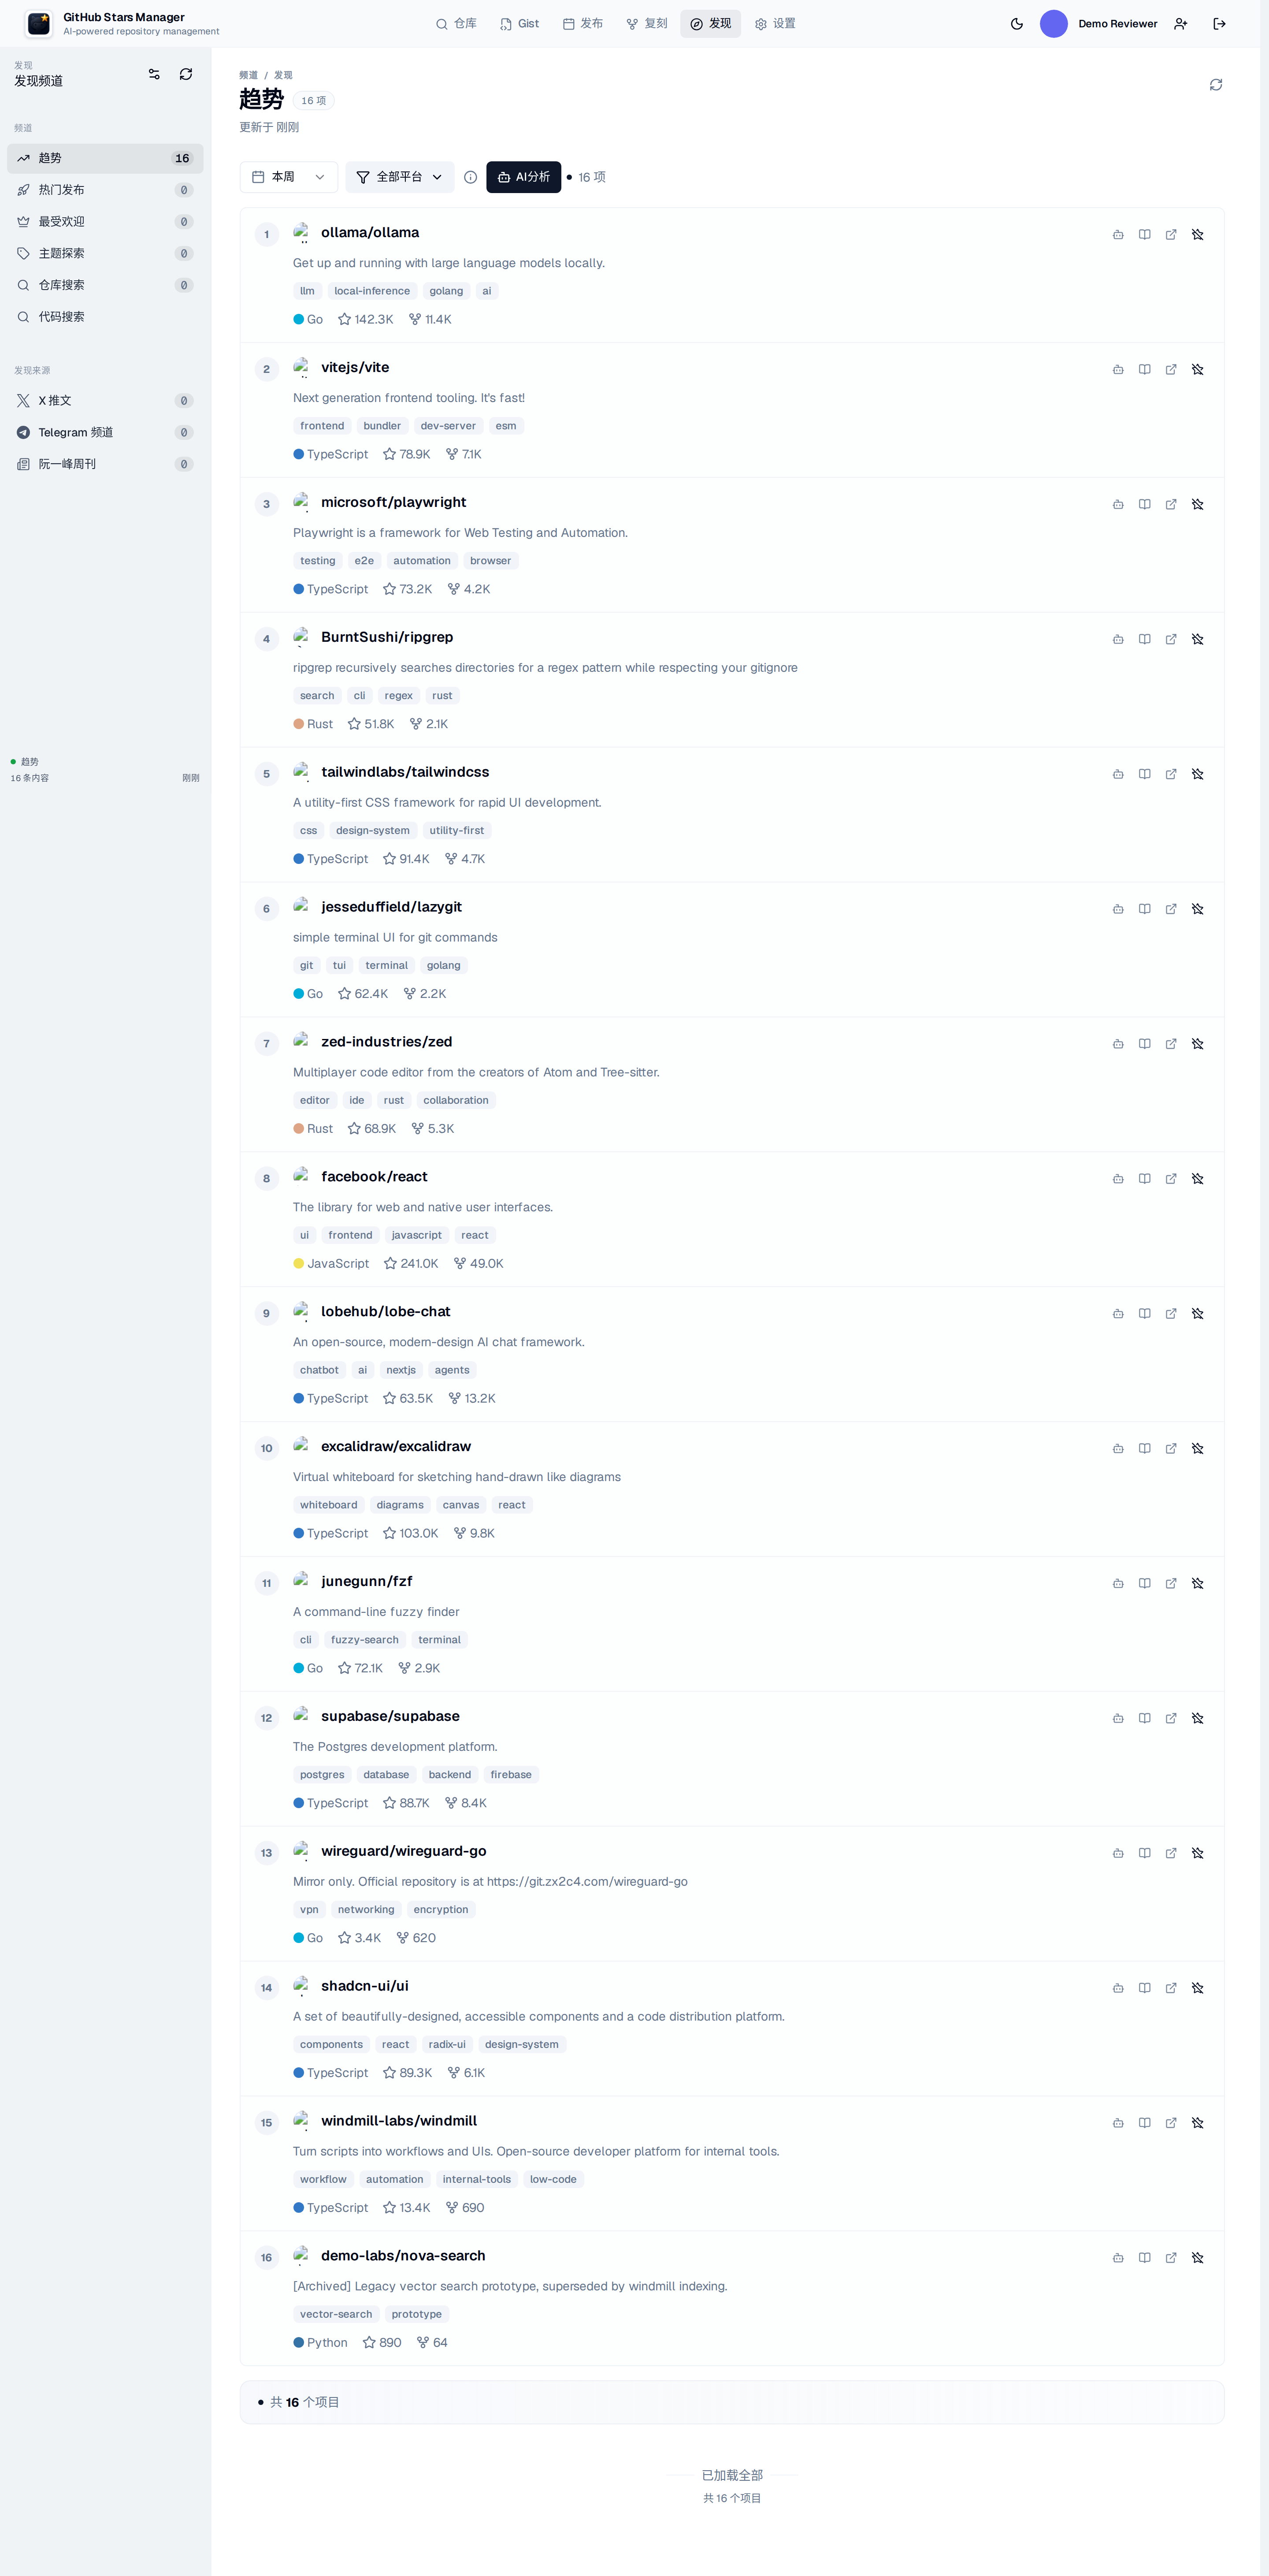 GitHub Stars Manager
AI-powered repository management
仓库
Gist
发布
复刻
发现
设置
Demo Reviewer
发现
发现频道
频道
趋势 16
热门发布 0
最受欢迎 0
主题探索 0
仓库搜索 0
代码搜索
发现来源
X 推文 0
Telegram 频道 0
阮一峰周刊 0
趋势
16 条内容 刚刚
频道 / 发现
趋势 16 项
更新于 刚刚
本周 全部平台 AI分析 16 项
1 ollama/ollama
Get up and running with large language models locally.
llm local-inference golang ai
Go 142.3K 11.4K
2 vitejs/vite
Next generation frontend tooling. It's fast!
frontend bundler dev-server esm
TypeScript 78.9K 7.1K
3 microsoft/playwright
Playwright is a framework for Web Testing and Automation.
testing e2e automation browser
TypeScript 73.2K 4.2K
4 BurntSushi/ripgrep
ripgrep recursively searches directories for a regex pattern while respecting your gitignore
search cli regex rust
Rust 51.8K 2.1K
5 tailwindlabs/tailwindcss
A utility-first CSS framework for rapid UI development.
css design-system utility-first
TypeScript 91.4K 4.7K
6 jesseduffield/lazygit
simple terminal UI for git commands
git tui terminal golang
Go 62.4K 2.2K
7 zed-industries/zed
Multiplayer code editor from the creators of Atom and Tree-sitter.
editor ide rust collaboration
Rust 68.9K 5.3K
8 facebook/react
The library for web and native user interfaces.
ui frontend javascript react
JavaScript 241.0K 49.0K
9 lobehub/lobe-chat
An open-source, modern-design AI chat framework.
chatbot ai nextjs agents
TypeScript 63.5K 13.2K
10 excalidraw/excalidraw
Virtual whiteboard for sketching hand-drawn like diagrams
whiteboard diagrams canvas react
TypeScript 103.0K 9.8K
11 junegunn/fzf
A command-line fuzzy finder
cli fuzzy-search terminal
Go 72.1K 2.9K
12 supabase/supabase
The Postgres development platform.
postgres database backend firebase
TypeScript 88.7K 8.4K
13 wireguard/wireguard-go
Mirror only. Official repository is at https://git.zx2c4.com/wireguard-go
vpn networking encryption
Go 3.4K 620
14 shadcn-ui/ui
A set of beautifully-designed, accessible components and a code distribution platform.
components react radix-ui design-system
TypeScript 89.3K 6.1K
15 windmill-labs/windmill
Turn scripts into workflows and UIs. Open-source developer platform for internal tools.
workflow automation internal-tools low-code
TypeScript 13.4K 690
16 demo-labs/nova-search
[Archived] Legacy vector search prototype, superseded by windmill indexing.
vector-search prototype
Python 890 64
共 16 个项目
已加载全部
共 16 个项目